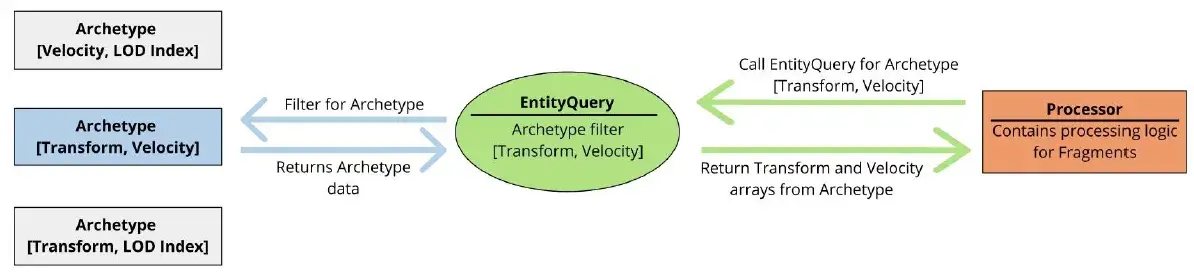 Archetype
[Velocity, LOD Index]
Archetype
[Transform, Velocity]
Archetype
[Transform, LOD Index]
Filter for Archetype
Returns Archetype
data
EntityQuery
Archetype filter
[Transform, Velocity]
Call EntityQuery for Archetype
[Transform, Velocity]
Return Transform and Velocity
arrays from Archetype
Processor
Contains processing logic
for Fragments